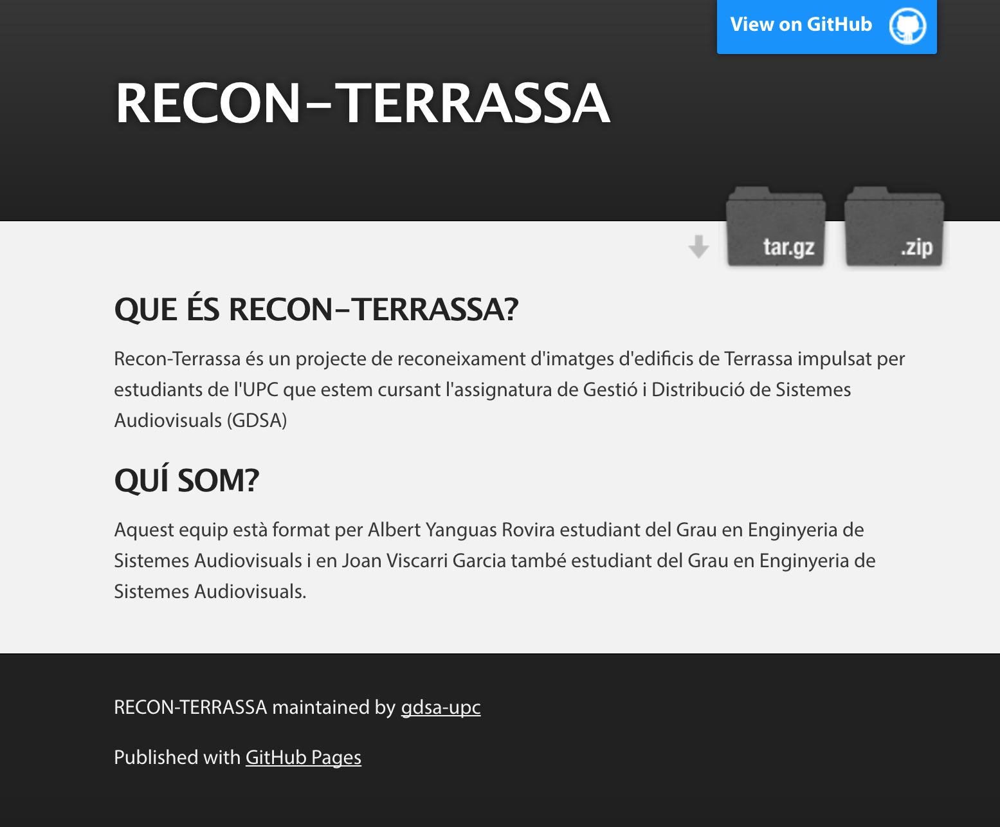 View on GitHub
RECON-TERRASSA
tar.gz
.zip
QUE ÉS RECON-TERRASSA?
Recon-Terrassa és un projecte de reconeixament d'imatges d'edificis de Terrassa impulsat per
estudiants de l'UPC que estem cursant l'assignatura de Gestió i Distribució de Sistemes
Audiovisuals (GDSA)
QUÍ SOM?
Aquest equip està format per Albert Yanguas Rovira estudiant del Grau en Enginyeria de
Sistemes Audiovisuals i en Joan Viscarri Garcia també estudiant del Grau en Enginyeria de
Sistemes Audiovisuals.
RECON-TERRASSA maintained by gdsa-upc
Published with GitHub Pages